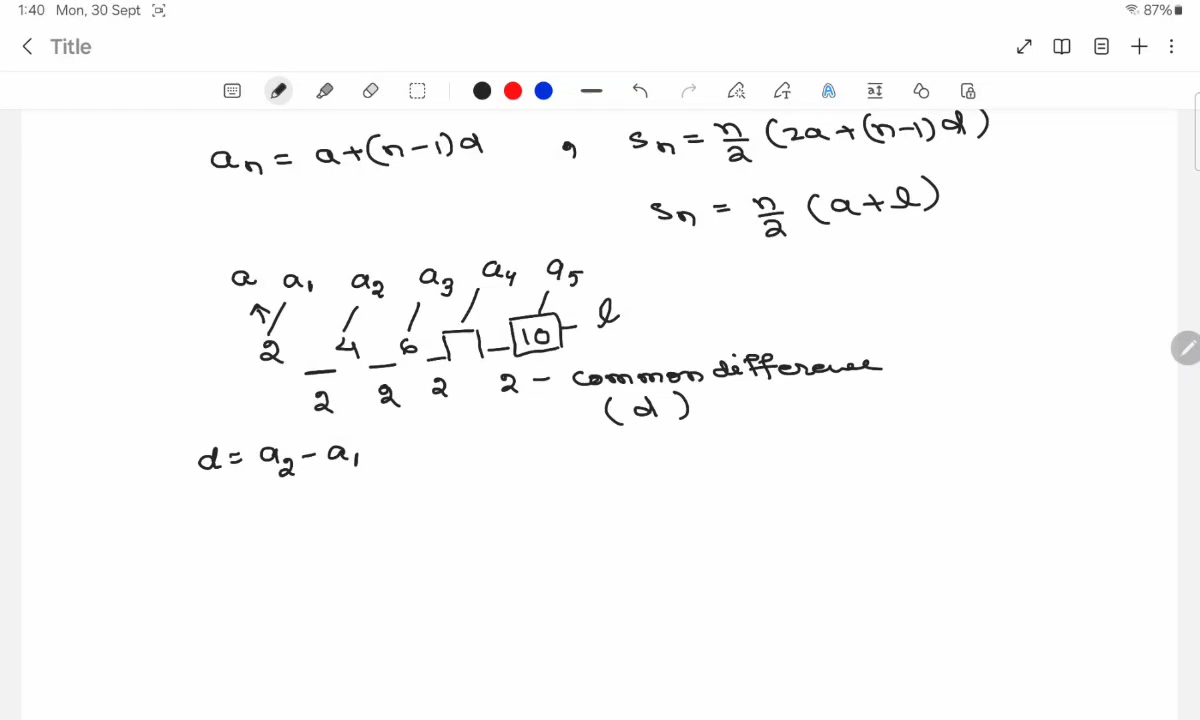 1:40 Mon, 30 Sept 87%
Title
aₙ = a+(n-1)d , Sₙ = n/2 (2a+(n-1)d)
Sₙ = n/2 (a+l)
a a₁ a₂ a₃ a₄ a₅
2 4 6 10 - l
2 2 2 2 - common difference
(d)
d = a₂ - a₁